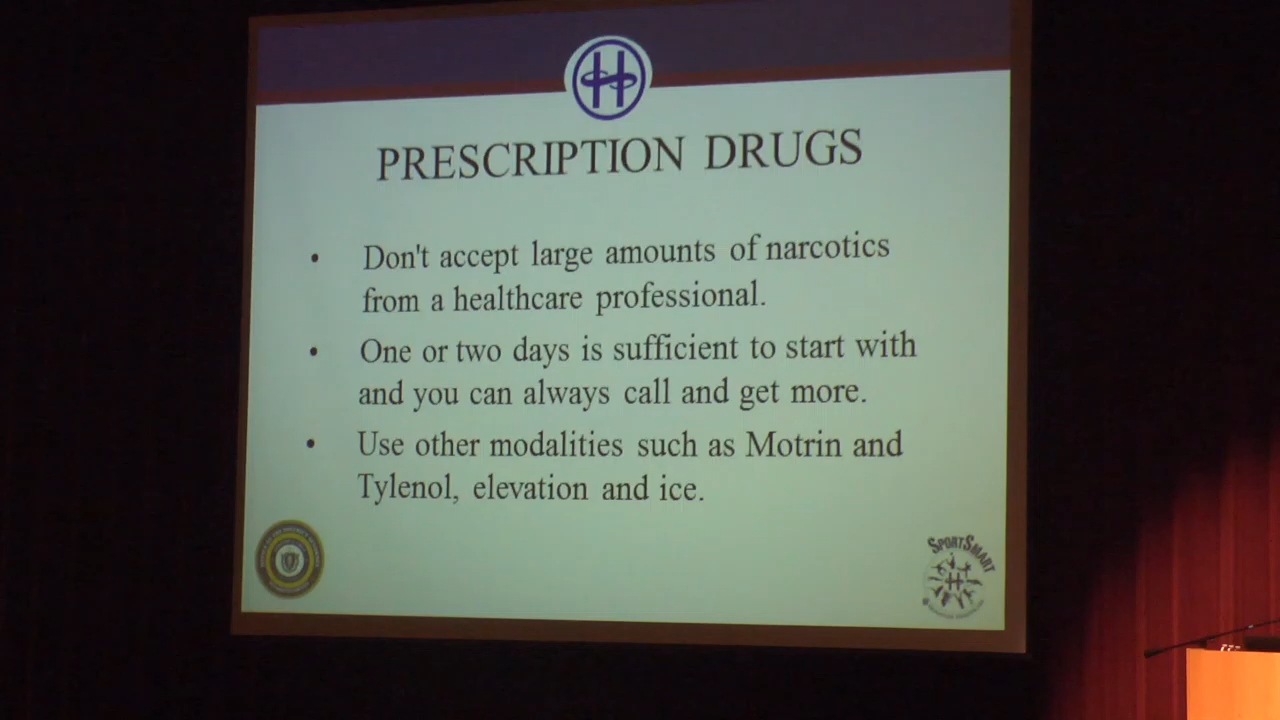 H
PRESCRIPTION DRUGS
• Don't accept large amounts of narcotics
from a healthcare professional.
• One or two days is sufficient to start with
and you can always call and get more.
• Use other modalities such as Motrin and
Tylenol, elevation and ice.
SPORTSMART
H